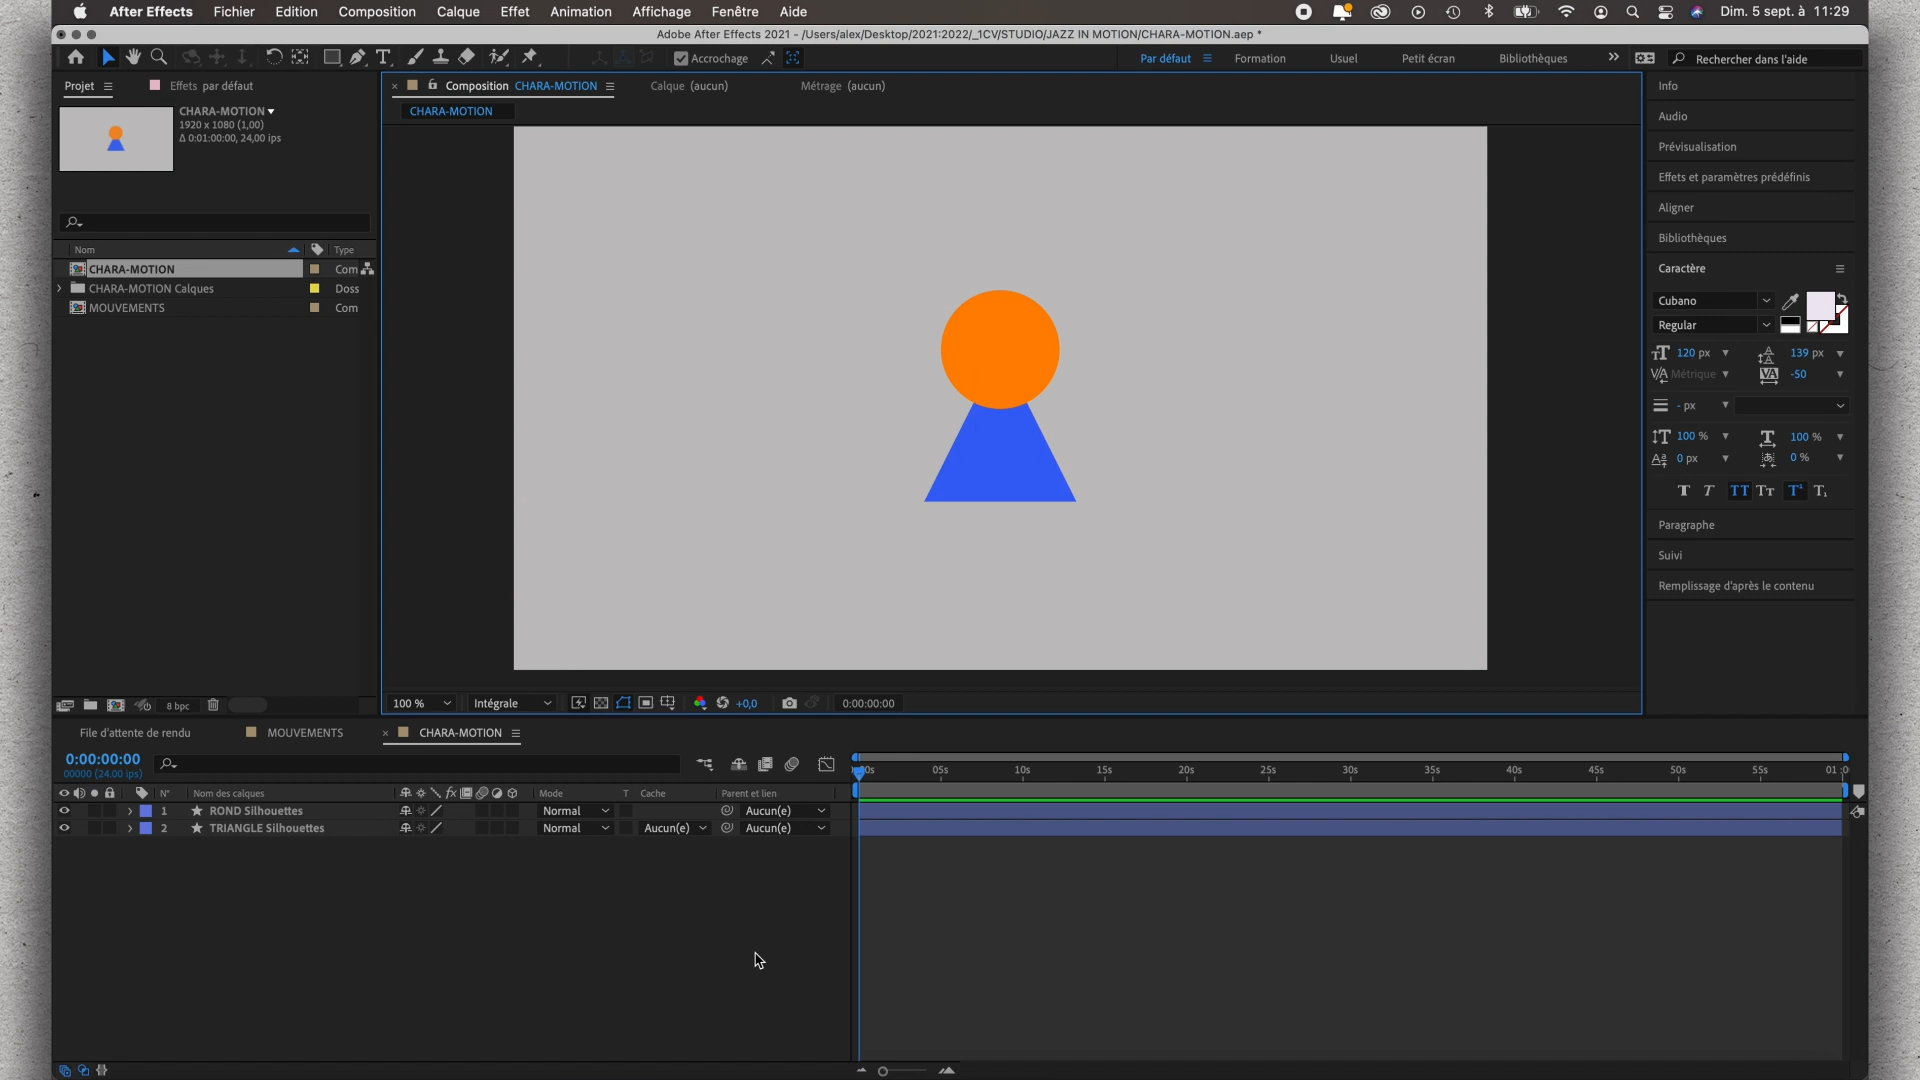 After Effects Fichier Edition Composition Calque Effet Animation Affichage Fenêtre Aide Dim. 5 sept. à 11:29
Adobe After Effects 2021 - /Users/alex/Desktop/2021:2022/_1CV/STUDIO/JAZZ IN MOTION/CHARA-MOTION.aep *
Accrochage Par défaut Formation Usuel Petit écran Bibliothèques Rechercher dans l'aide
Projet Effets par défaut
CHARA-MOTION
1920 x 1080 (1,00)
Δ 0:01:00:00, 24,00 ips
Nom Type
CHARA-MOTION Com
CHARA-MOTION Calques Doss
MOUVEMENTS Com
8 bpc
Composition CHARA-MOTION Calque (aucun) Métrage (aucun)
CHARA-MOTION
100 % Intégrale +0,0 0:00:00:00
Info
Audio
Prévisualisation
Effets et paramètres prédéfinis
Aligner
Bibliothèques
Caractère
Cubano
Regular
120 px 139 px
Métrique -50
- px
100 % 100 %
0 px 0 %
T T TT Tт T¹ T₁
Paragraphe
Suivi
Remplissage d'après le contenu
File d'attente de rendu MOUVEMENTS CHARA-MOTION
0:00:00:00
00000 (24.00 ips)
05s 10s 15s 20s 25s 30s 35s 40s 45s 50s 55s
N° Nom des calques Mode T Cache Parent et lien
1 ROND Silhouettes Normal Aucun(e)
2 TRIANGLE Silhouettes Normal Aucun(e) Aucun(e)